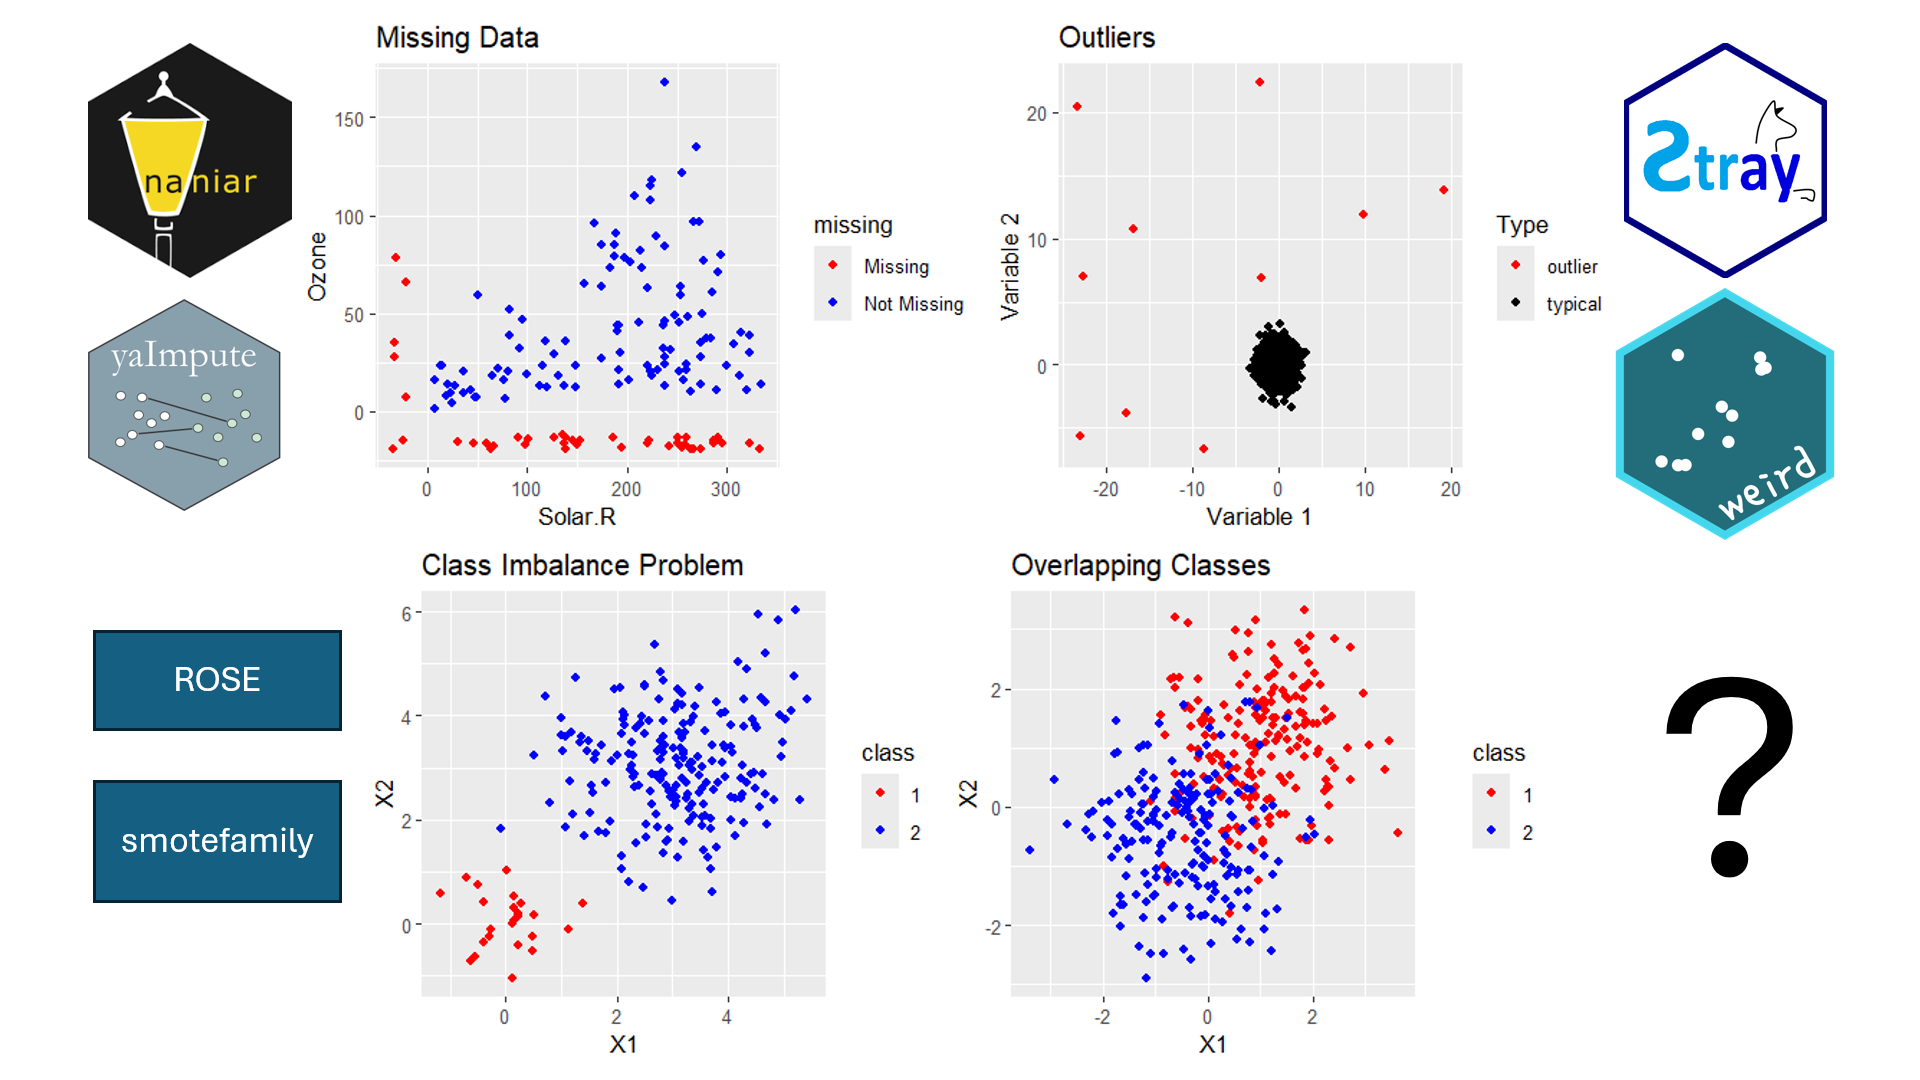 Missing Data
naniar
yaImpute
150
100
50
0
Ozone
0
100
200
300
Solar.R
missing
Missing
Not Missing
Outliers
20
10
0
Variable 2
-20
-10
0
10
20
Variable 1
Type
outlier
typical
Stray
weird
Class Imbalance Problem
ROSE
smotefamily
6
4
2
0
X2
0
2
4
X1
class
1
2
Overlapping Classes
2
0
-2
X2
-2
0
2
X1
class
1
2
?